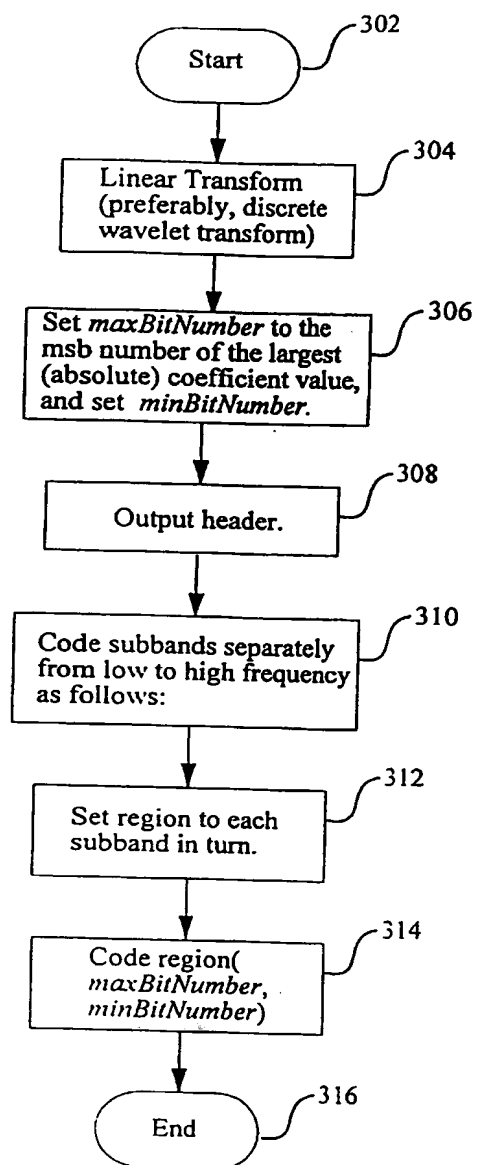 302
Start
304
Linear Transform
(preferably, discrete
wavelet transform)
306
Set maxBitNumber to the
msb number of the largest
(absolute) coefficient value,
and set minBitNumber.
308
Output header.
310
Code subbands separately
from low to high frequency
as follows:
312
Set region to each
subband in turn.
314
Code region(
maxBitNumber,
minBitNumber)
316
End